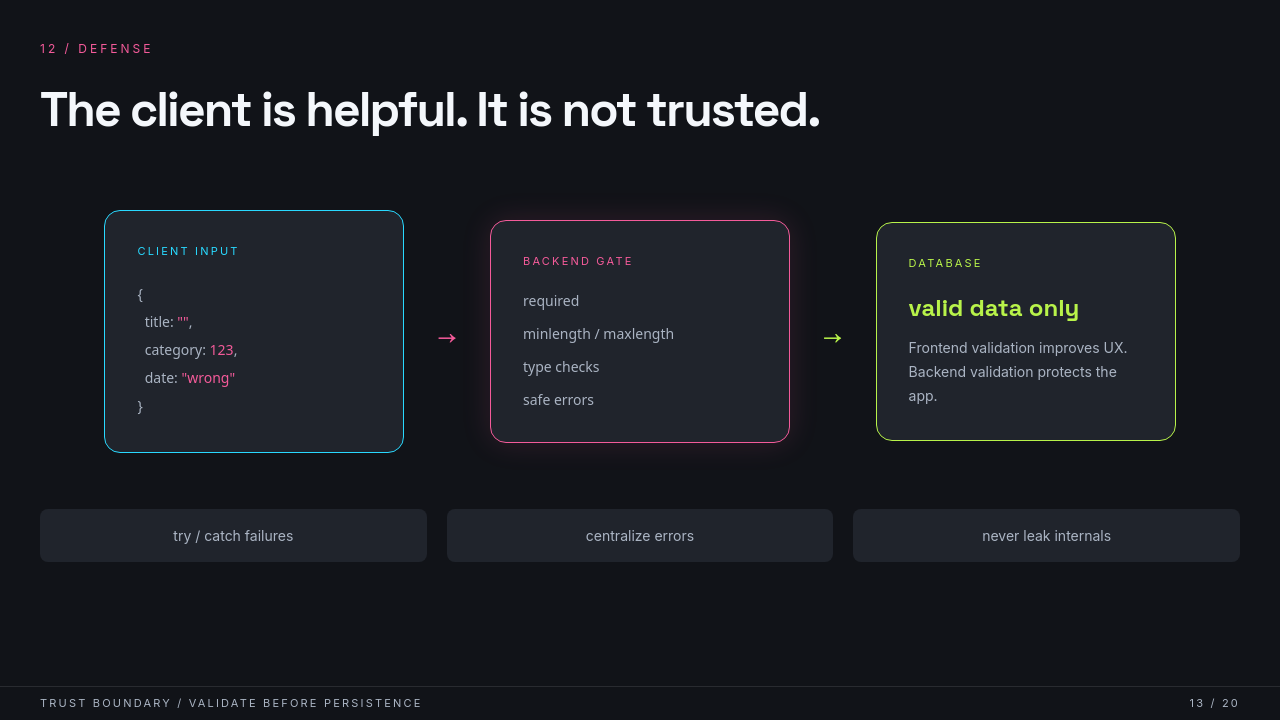 12 / DEFENSE
The client is helpful. It is not trusted.
CLIENT INPUT
{
title: "",
category: 123,
date: "wrong"
}
→
BACKEND GATE
required
minlength / maxlength
type checks
safe errors
→
DATABASE
valid data only
Frontend validation improves UX.
Backend validation protects the
app.
try / catch failures
centralize errors
never leak internals
TRUST BOUNDARY / VALIDATE BEFORE PERSISTENCE
13 / 20